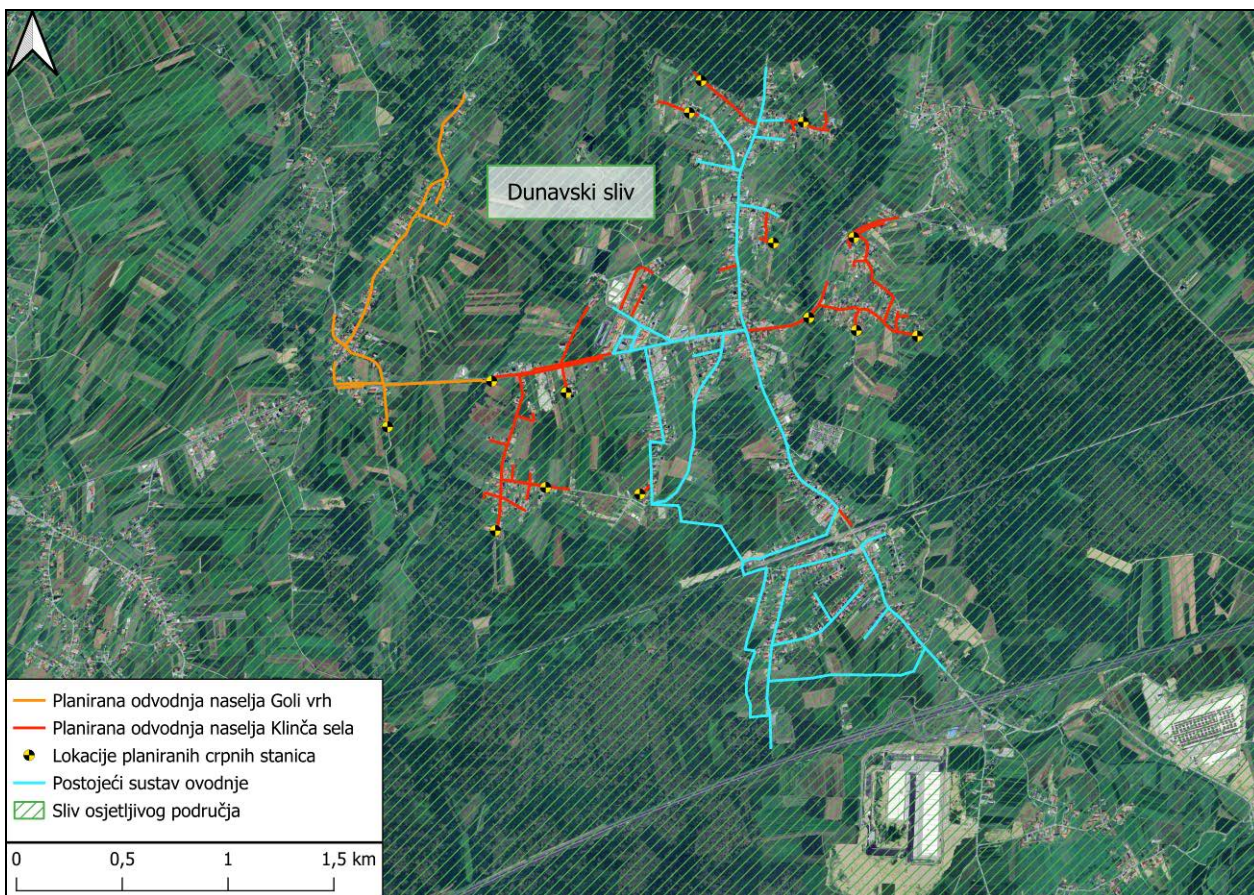 Dunavski sliv
Planirana odvodnja naselja Goli vrh
Planirana odvodnja naselja Klinča sela
Lokacije planiranih crpnih stanica
Postojeći sustav ovodnje
Sliv osjetljivog područja
0 0,5 1 1,5 km